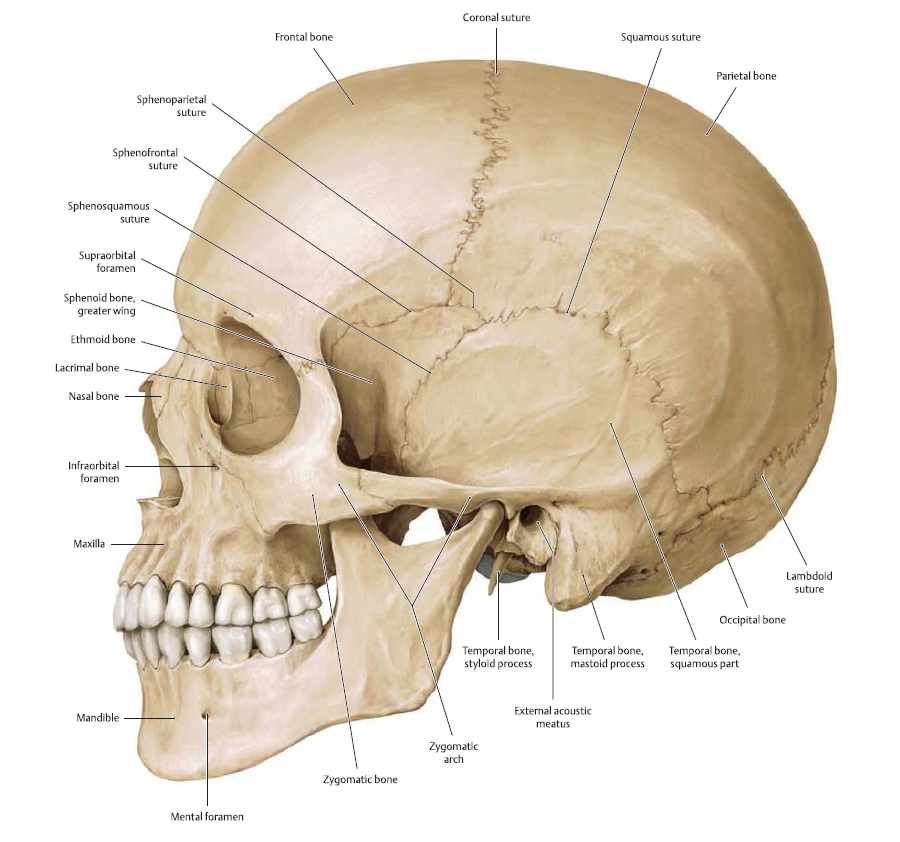 Coronal suture
Frontal bone
Squamous suture
Parietal bone
Sphenoparietal
suture
Sphenofrontal
suture
Sphenosquamous
suture
Supraorbital
foramen
Sphenoid bone,
greater wing
Ethmoid bone
Lacrimal bone
Nasal bone
Infraorbital
foramen
Maxilla
Lambdoid
suture
Occipital bone
Temporal bone,
styloid process
Temporal bone,
mastoid process
Temporal bone,
squamous part
External acoustic
meatus
Mandible
Zygomatic
arch
Zygomatic bone
Mental foramen